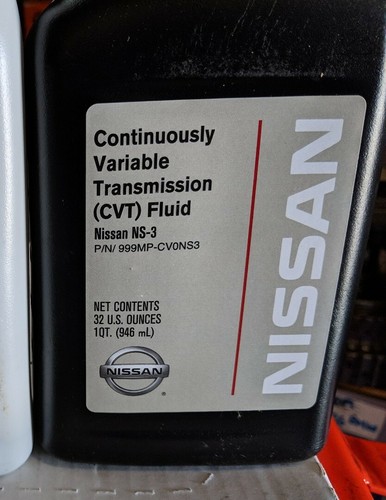 Continuously
Variable
Transmission
(CVT) Fluid
Nissan NS-3
P/N/ 999MP-CV0NS3
NET CONTENTS
32 U.S. OUNCES
1QT. (946 mL)
NISSAN
®
NISSAN